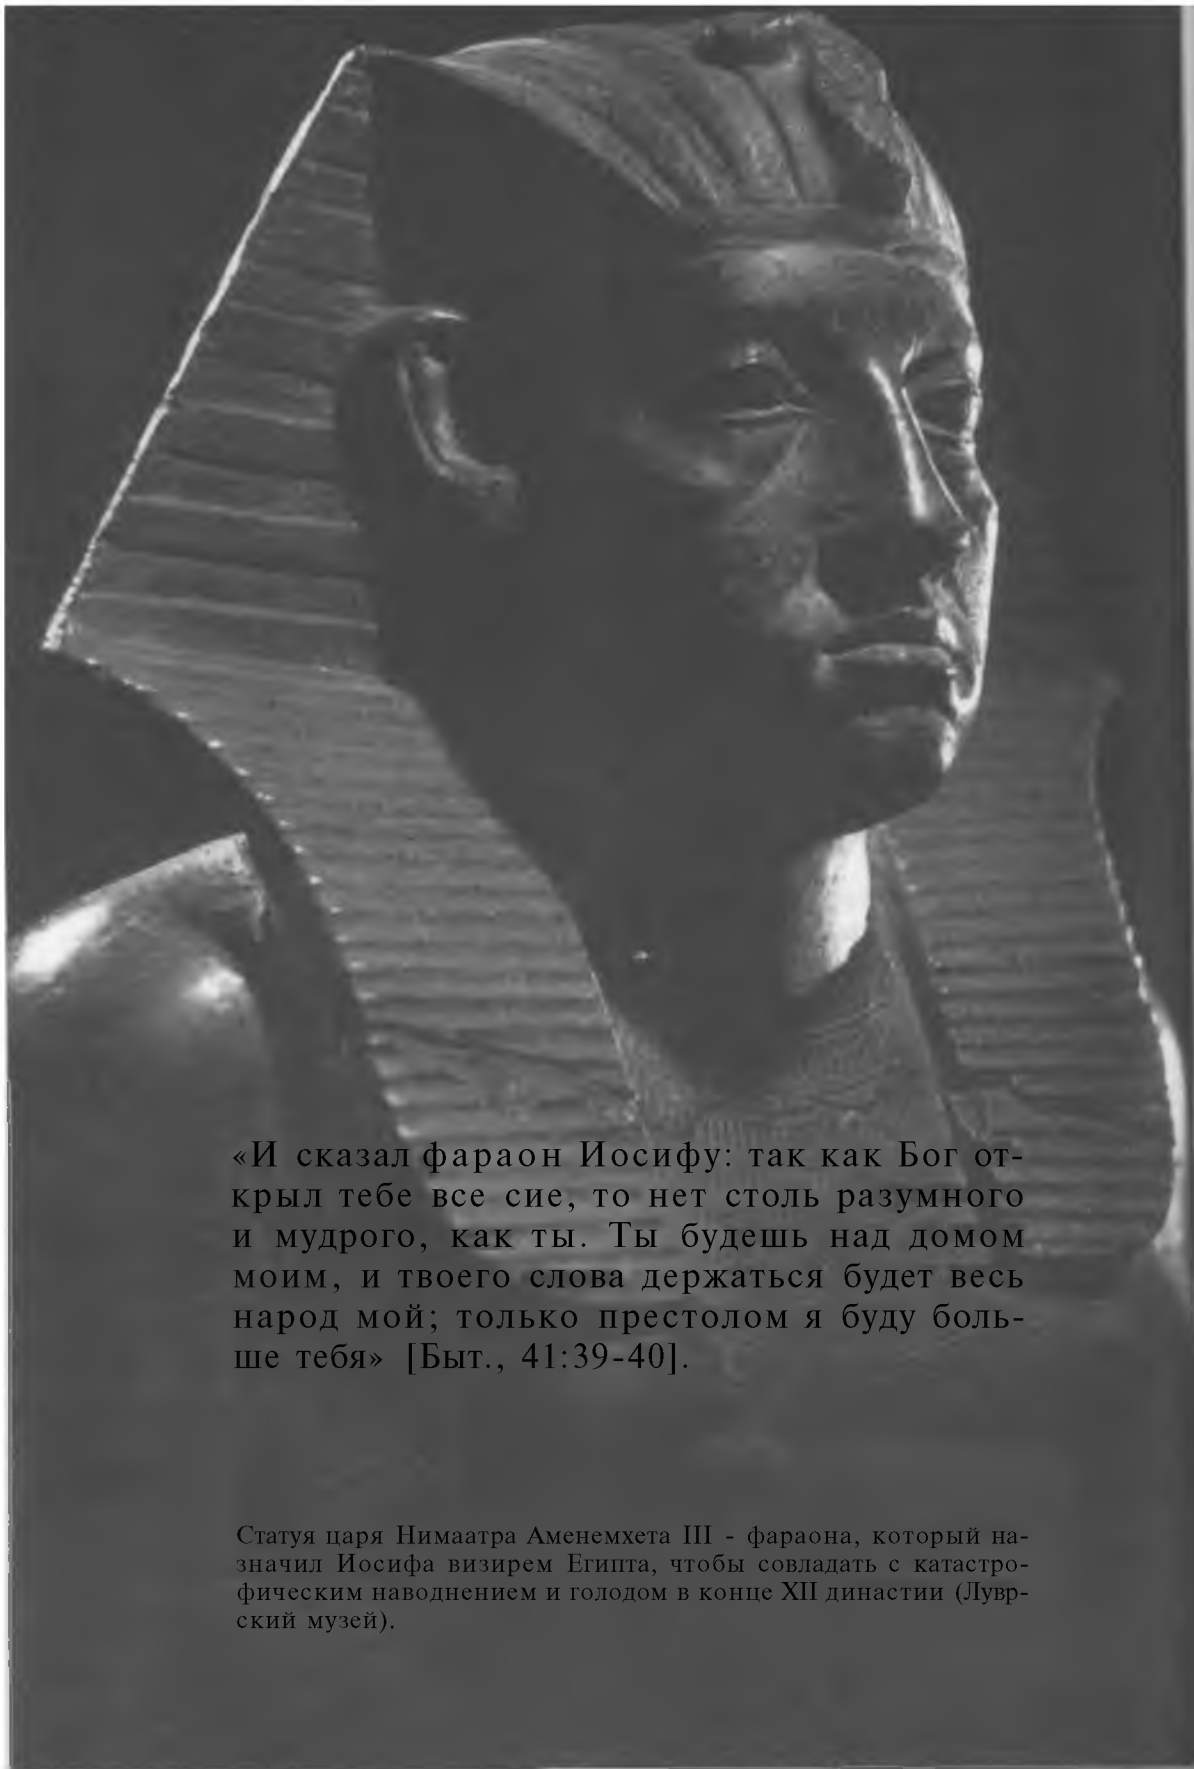 «И сказал фараон Иосифу: так как Бог от-
крыл тебе все сие, то нет столь разумного
и мудрого, как ты. Ты будешь над домом
моим, и твоего слова держаться будет весь
народ мой; только престолом я буду боль-
ше тебя» [Быт., 41:39-40].
Статуя царя Нимаатра Аменемхета III - фараона, который на-
значил Иосифа визирем Египта, чтобы совладать с катастро-
фическим наводнением и голодом в конце XII династии (Лувр-
ский музей).